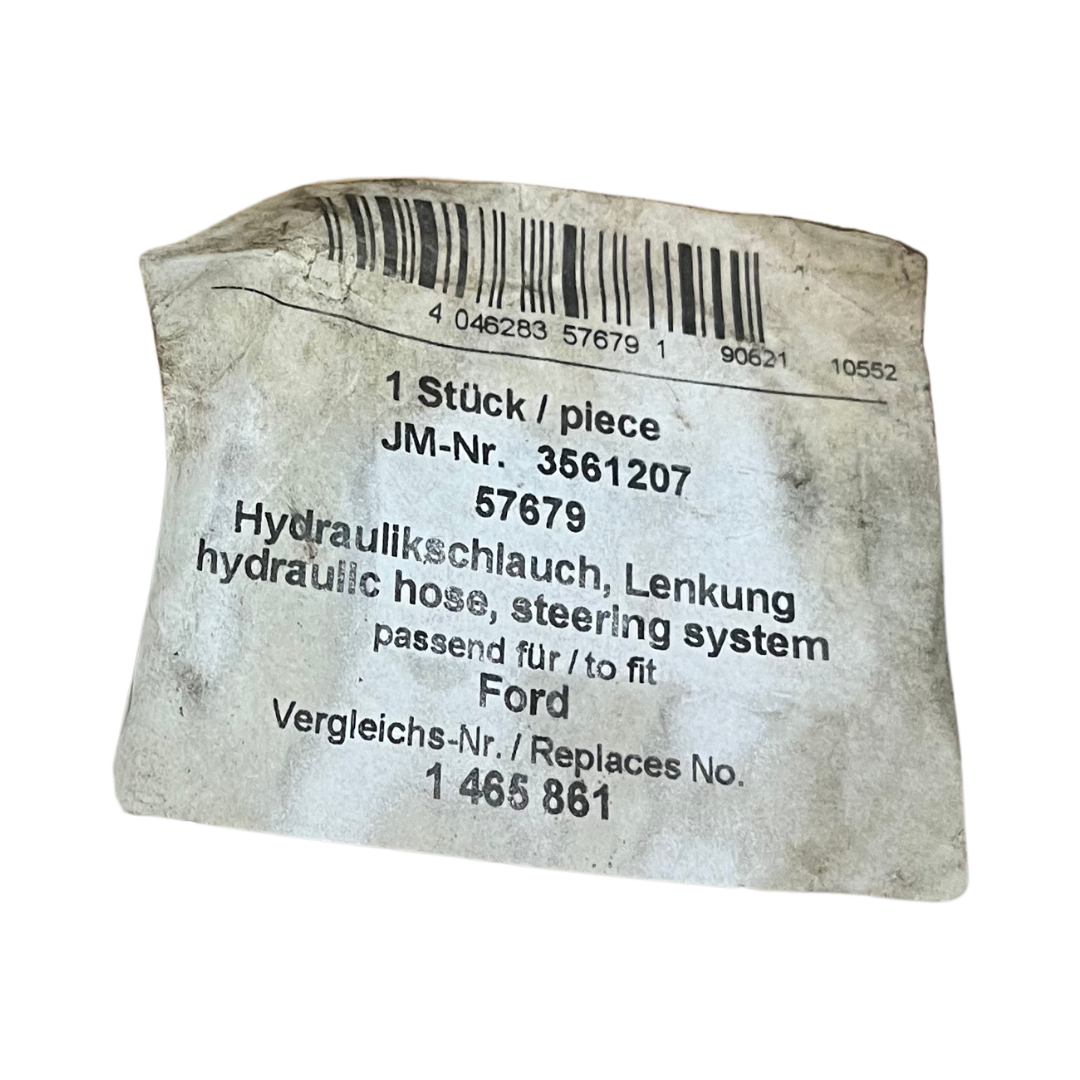 4 046283 57679 1 90621 10552
1 Stück / piece
JM-Nr. 3561207
57679
Hydraulikschlauch, Lenkung
hydraulic hose, steering system
passend für / to fit
Ford
Vergleichs-Nr. / Replaces No.
1 465 861